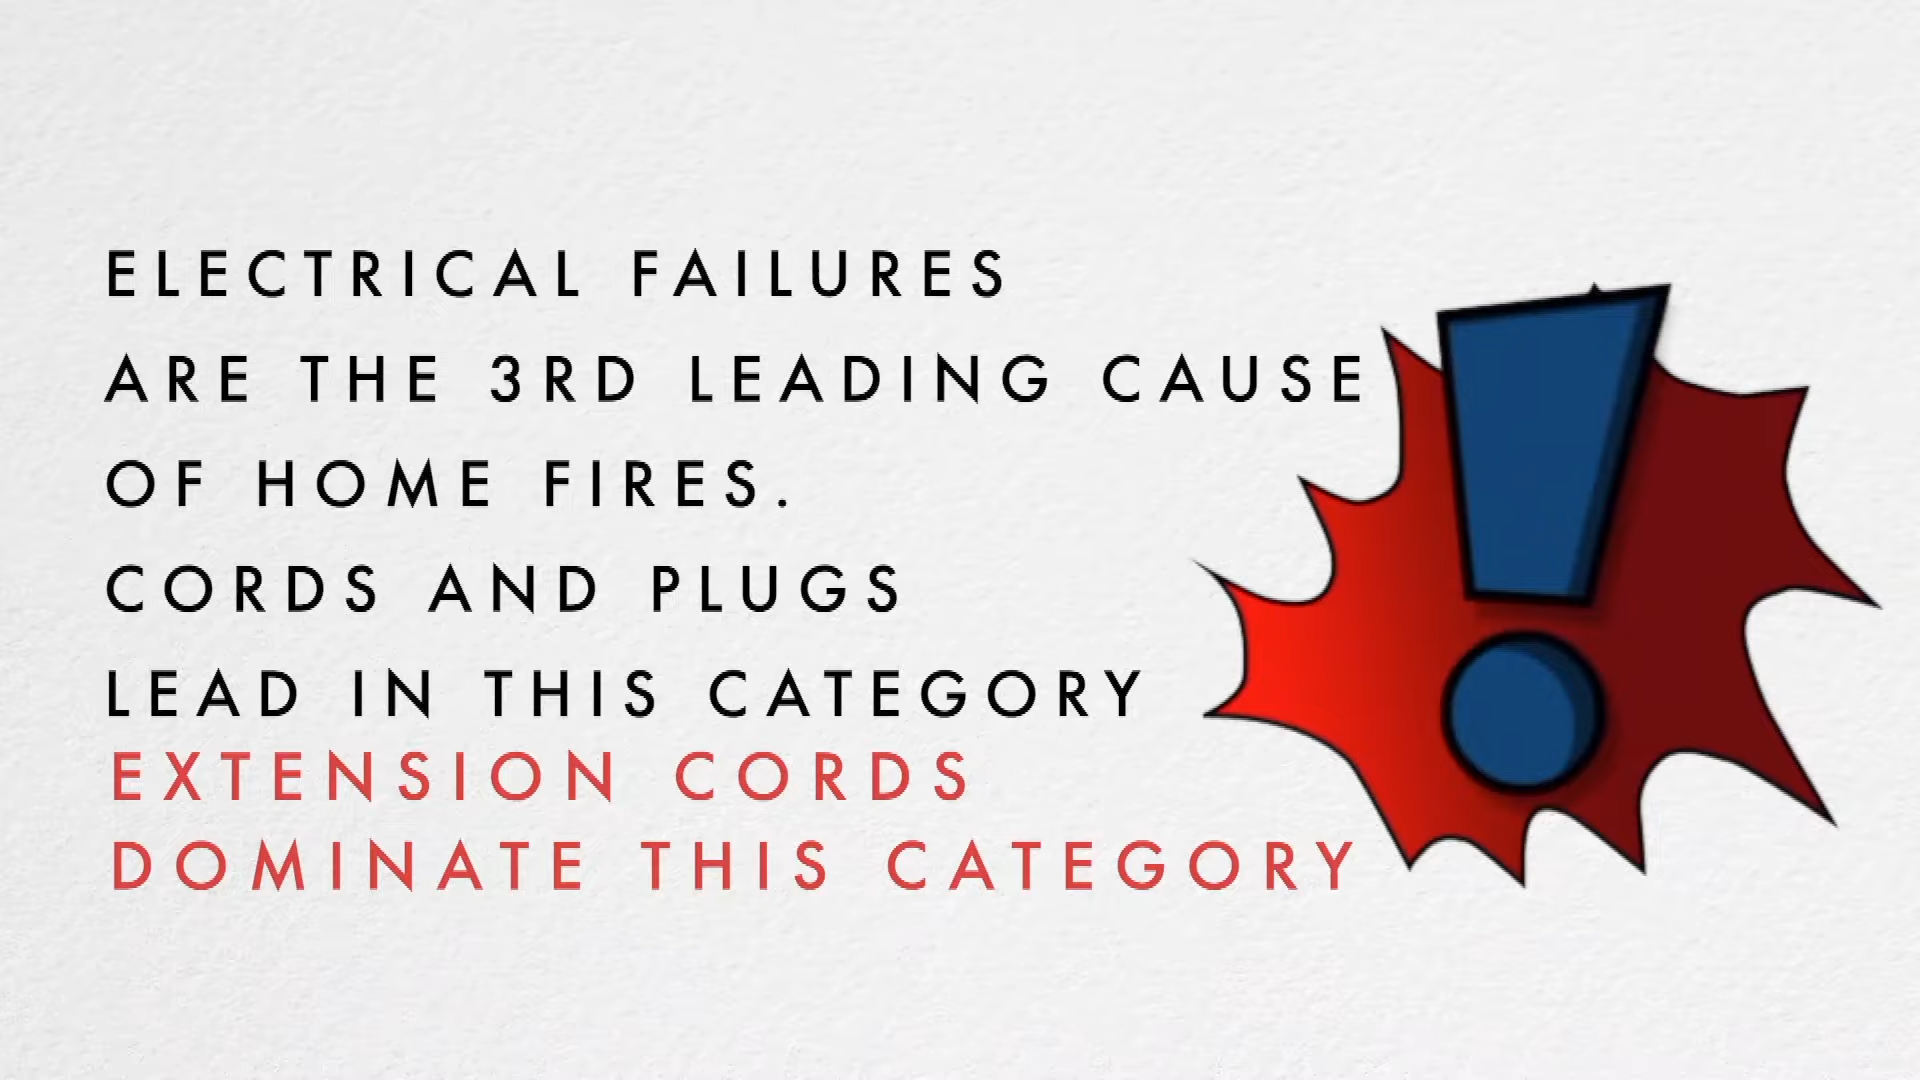 ELECTRICAL FAILURES
ARE THE 3RD LEADING CAUSE
OF HOME FIRES.
CORDS AND PLUGS
LEAD IN THIS CATEGORY
EXTENSION CORDS
DOMINATE THIS CATEGORY